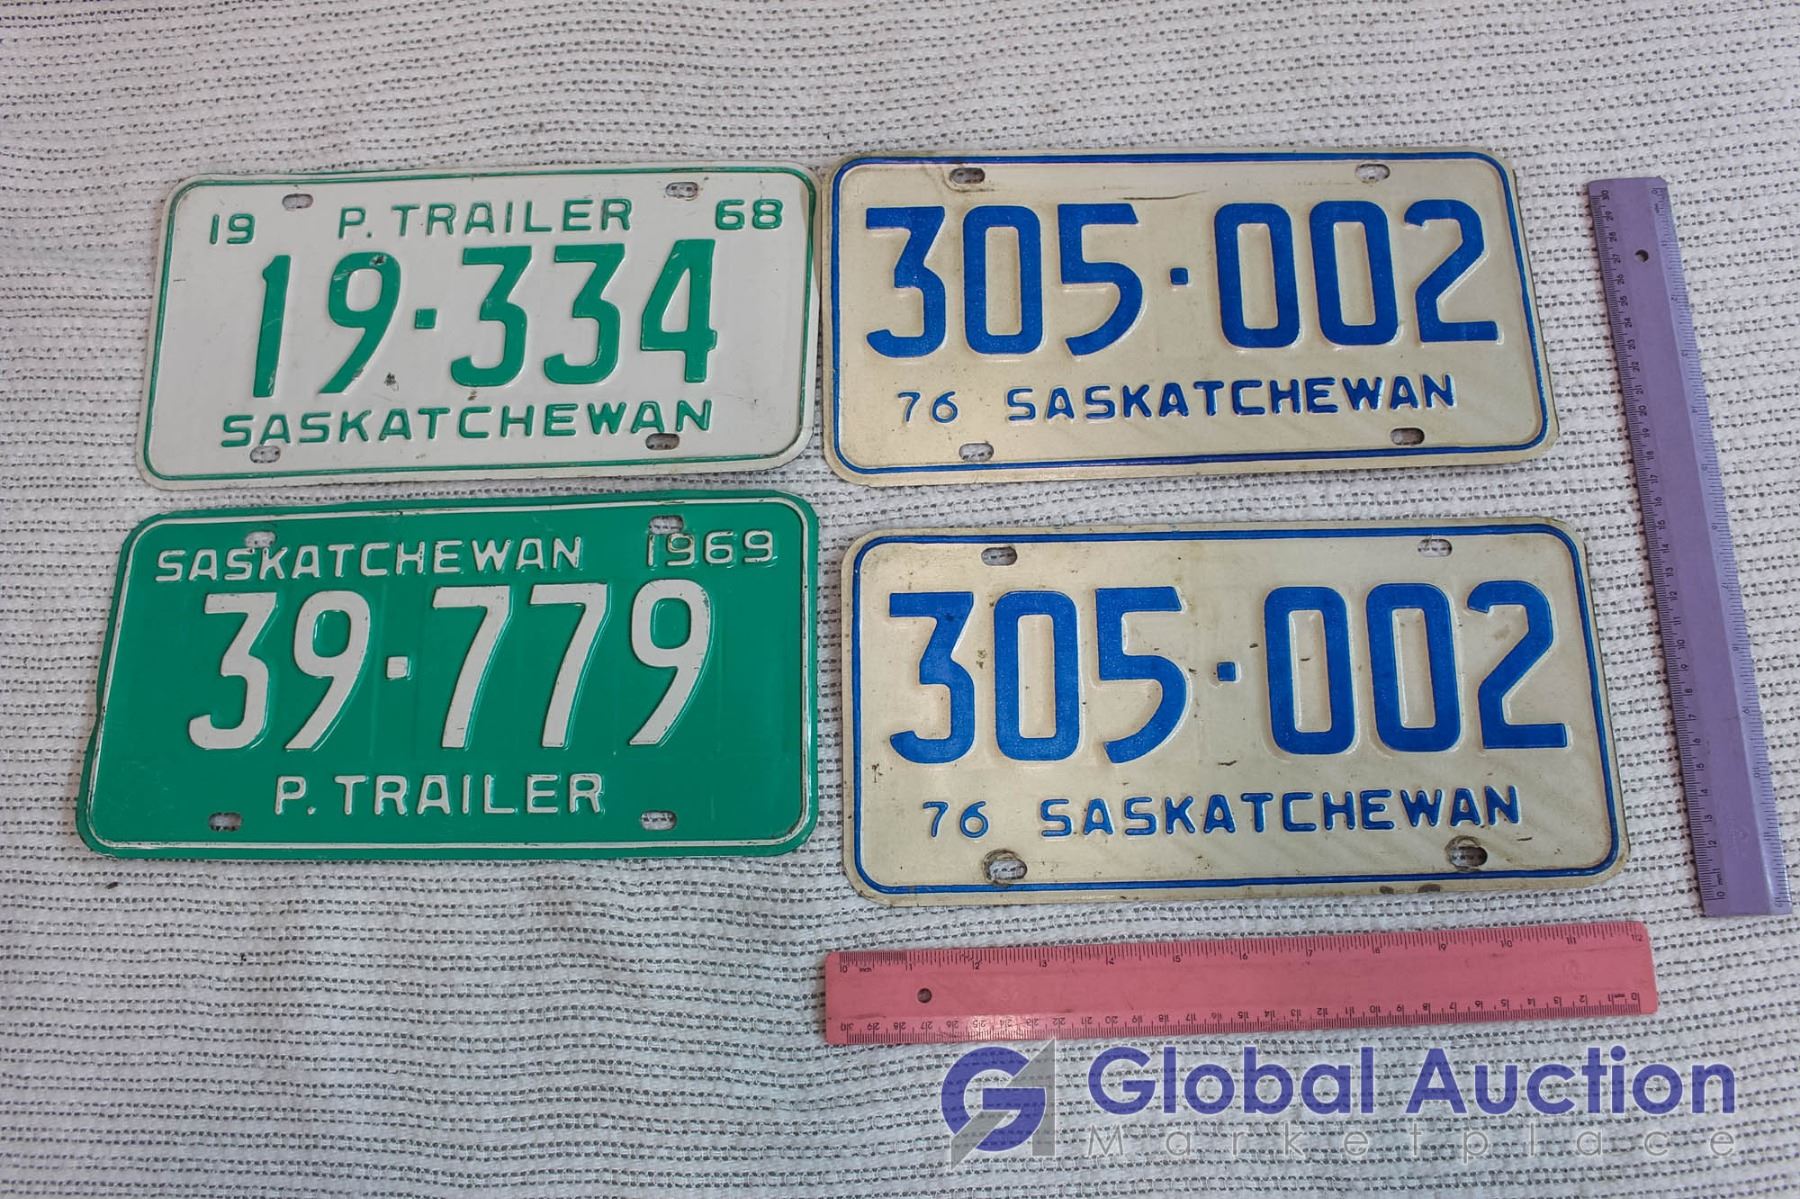 19 P. TRAILER 68
19·334
SASKATCHEWAN
305·002
76 SASKATCHEWAN
SASKATCHEWAN 1969
39·779
P. TRAILER
305·002
76 SASKATCHEWAN
Global Auction
Marketplace